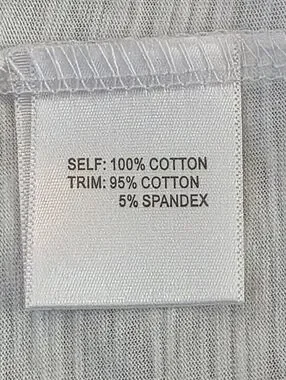 SELF: 100% COTTON
TRIM: 95% COTTON
5% SPANDEX